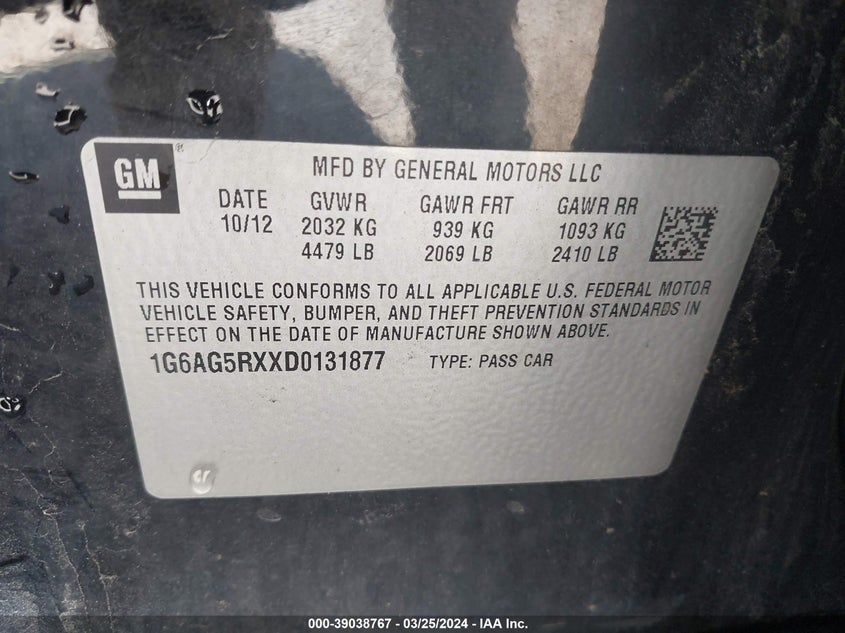 GM
MFD BY GENERAL MOTORS LLC
DATE GVWR GAWR FRT GAWR RR
10/12 2032 KG 939 KG 1093 KG
4479 LB 2069 LB 2410 LB
THIS VEHICLE CONFORMS TO ALL APPLICABLE U.S. FEDERAL MOTOR
VEHICLE SAFETY, BUMPER, AND THEFT PREVENTION STANDARDS IN
EFFECT ON THE DATE OF MANUFACTURE SHOWN ABOVE.
1G6AG5RXXD0131877 TYPE: PASS CAR
000-39038767 - 03/25/2024 - IAA Inc.